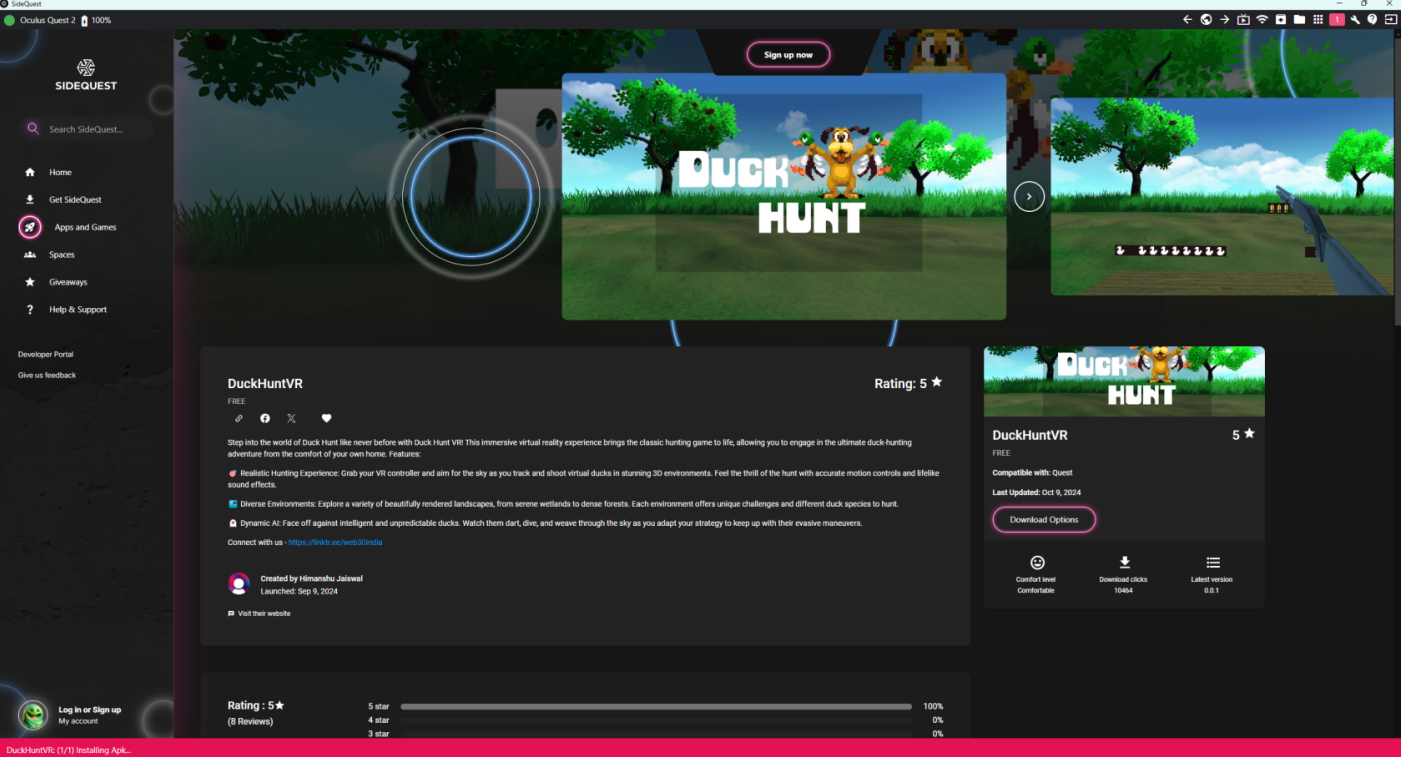 SideQuest
Oculus Quest 2 100%
1
SIDEQUEST
Search SideQuest...
Home
Get SideQuest
Apps and Games
Spaces
Giveaways
Help & Support
Developer Portal
Give us feedback
Log in or Sign up
My account
Sign up now
DUCK
HUNT
DuckHuntVR
Rating: 5
FREE
Step into the world of Duck Hunt like never before with Duck Hunt VR! This immersive virtual reality experience brings the classic hunting game to life, allowing you to engage in the ultimate duck-hunting
adventure from the comfort of your own home. Features:
🎯 Realistic Hunting Experience: Grab your VR controller and aim for the sky as you track and shoot virtual ducks in stunning 3D environments. Feel the thrill of the hunt with accurate motion controls and lifelike
sound effects.
Diverse Environments: Explore a variety of beautifully rendered landscapes, from serene wetlands to dense forests. Each environment offers unique challenges and different duck species to hunt.
Dynamic AI: Face off against intelligent and unpredictable ducks. Watch them dart, dive, and weave through the sky as you adapt your strategy to keep up with their evasive maneuvers.
Connect with us - https://linktr.ee/web30india
Created by Himanshu Jaiswal
Launched: Sep 9, 2024
Visit their website
DUCK
HUNT
DuckHuntVR
5
FREE
Compatible with: Quest
Last Updated: Oct 9, 2024
Download Options
Comfort level
Comfortable
Download clicks
10464
Latest version
0.0.1
Rating : 5★
(8 Reviews)
5 star 100%
4 star 0%
3 star 0%
DuckHuntVR: (1/1) Installing Apk...